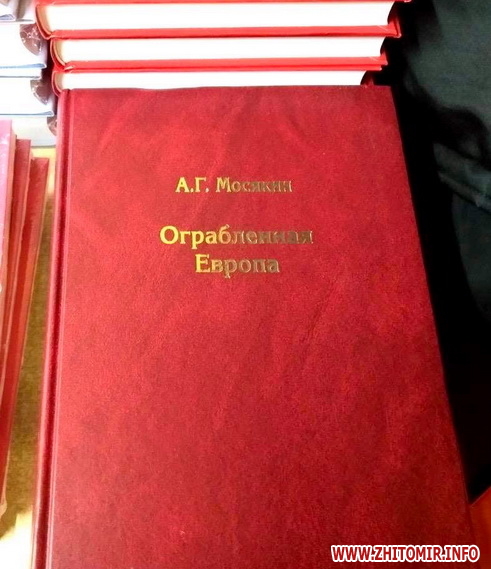 А.Г. Мосякин
Ограбленная
Европа
WWW.ZHITOMIR.INFO